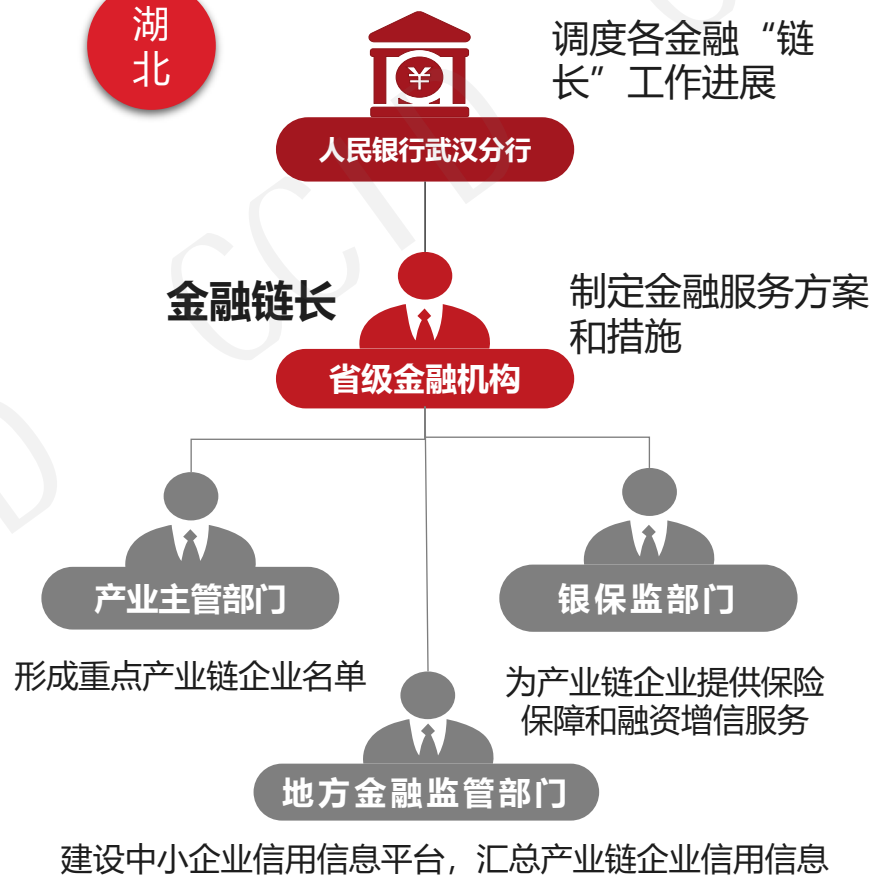 湖
北
调度各金融“链
长”工作进展
¥
人民银行武汉分行
金融链长
制定金融服务方案
和措施
省级金融机构
产业主管部门
银保监部门
形成重点产业链企业名单
为产业链企业提供保险
保障和融资增信服务
地方金融监管部门
建设中小企业信用信息平台，汇总产业链企业信用信息
CCID